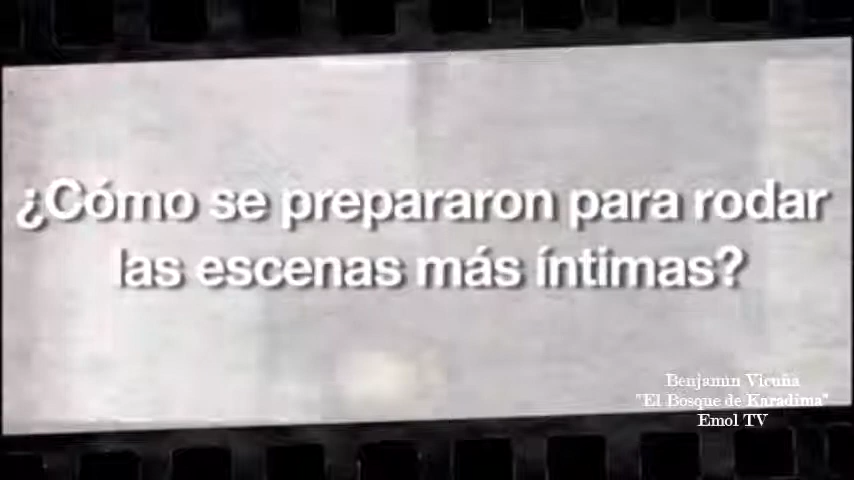 ¿Cómo se prepararon para rodar
las escenas más íntimas?
Benjamin Vicuña
"El Bosque de Karadima"
Emol TV